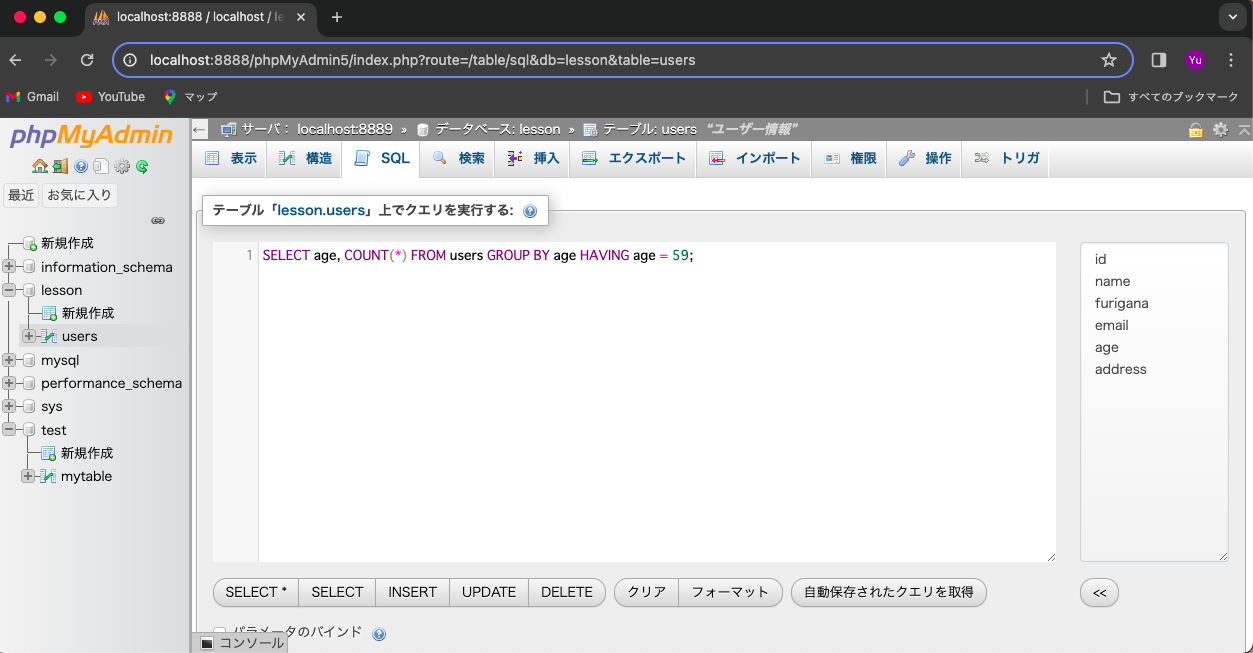 localhost:8888 / localhost / le
localhost:8888/phpMyAdmin5/index.php?route=/table/sql&db=lesson&table=users
Yu
Gmail YouTube マップ すべてのブックマーク
phpMyAdmin
最近 お気に入り
新規作成
information_schema
lesson
新規作成
users
mysql
performance_schema
sys
test
新規作成
mytable
サーバ: localhost:8889 » データベース: lesson » テーブル: users "ユーザー情報"
表示 構造 SQL 検索 挿入 エクスポート インポート 権限 操作 トリガ
テーブル「lesson.users」上でクエリを実行する:
1 SELECT age, COUNT(*) FROM users GROUP BY age HAVING age = 59;
id
name
furigana
email
age
address
SELECT * SELECT INSERT UPDATE DELETE クリア フォーマット 自動保存されたクエリを取得 <<
パラメータのバインド
コンソール